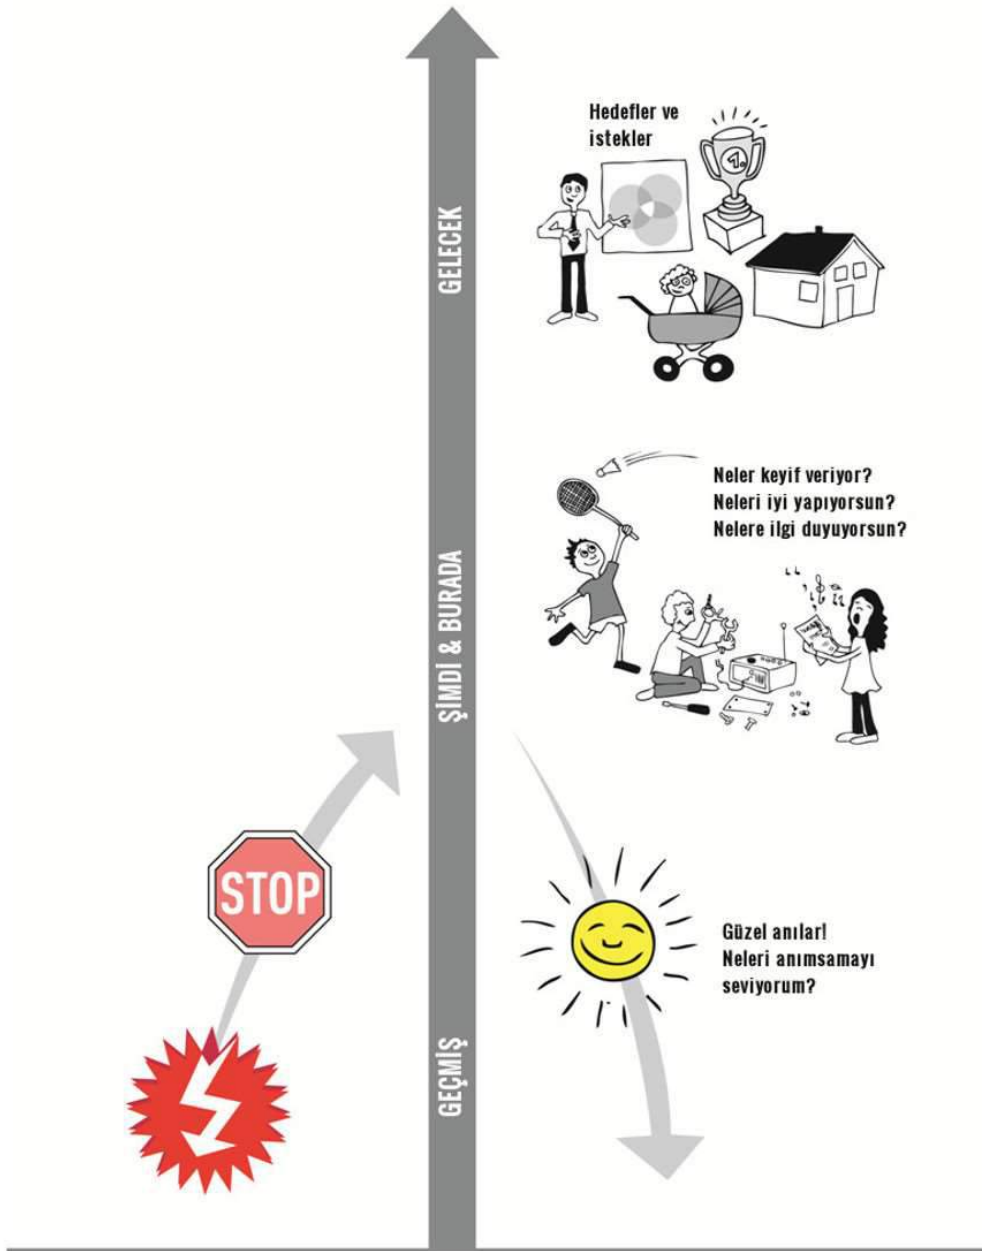 Hedefler ve
istekler
1.
GELECEK
Neler keyif veriyor?
Neleri iyi yapıyorsun?
Nelere ilgi duyuyorsun?
ŞİMDİ & BURADA
STOP
Güzel anılar!
Neleri anımsamayı
seviyorum?
GEÇMİŞ